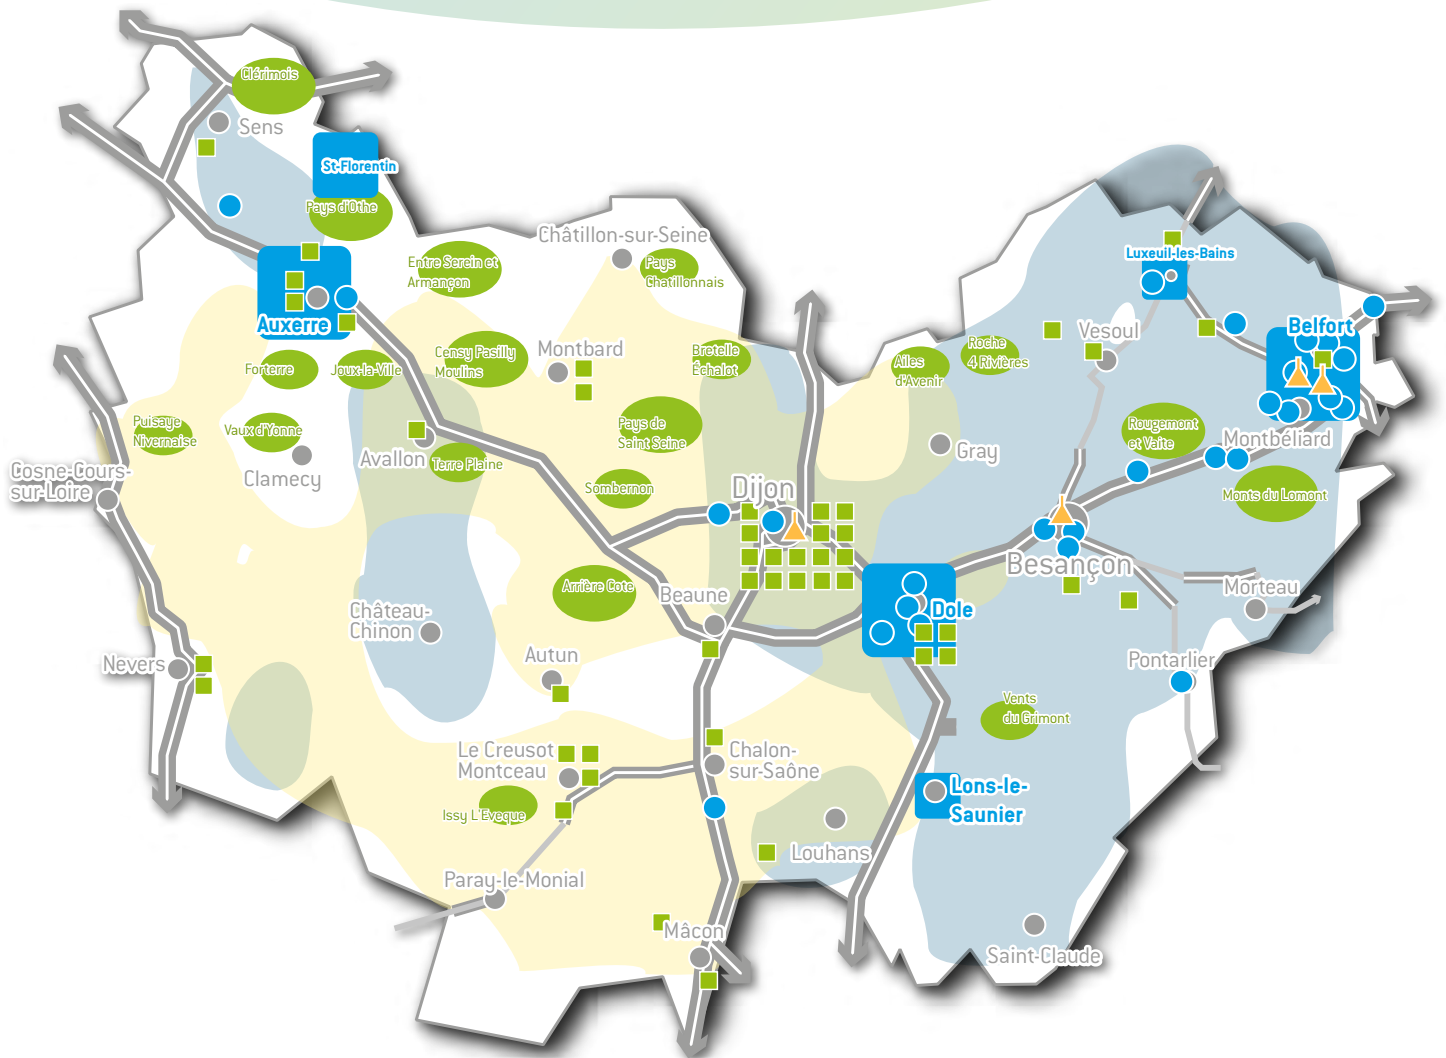 Clérimois
Sens
St-Florentin
Pays d'Othe
Châtillon-sur-Seine
Entre Serein et
Armançon
Pays
Chatillonnais
Luxeuil-les-Bains
Auxerre
Belfort
Vesoul
Forterre
Joux-la-Ville
Censy Pasilly
Moulins
Montbard
Bretelle
Échalot
Ailes
d'Avenir
Roche
4 Rivières
Puisaye
Nivernaise
Vaux d'Yonne
Pays de
Saint Seine
Rougemont
et Vaite
Montbéliard
Avallon
Terre Plaine
Gray
Cosne-Cours-
sur-Loire
Clamecy
Sombernon
Dijon
Monts du Lomont
Besançon
Arrière Cote
Beaune
Morteau
Château-
Chinon
Dole
Nevers
Autun
Pontarlier
Vents
du Grimont
Le Creusot
Montceau
Chalon-
sur-Saône
Issy L'Eveque
Lons-le-
Saunier
Louhans
Paray-le-Monial
Mâcon
Saint-Claude